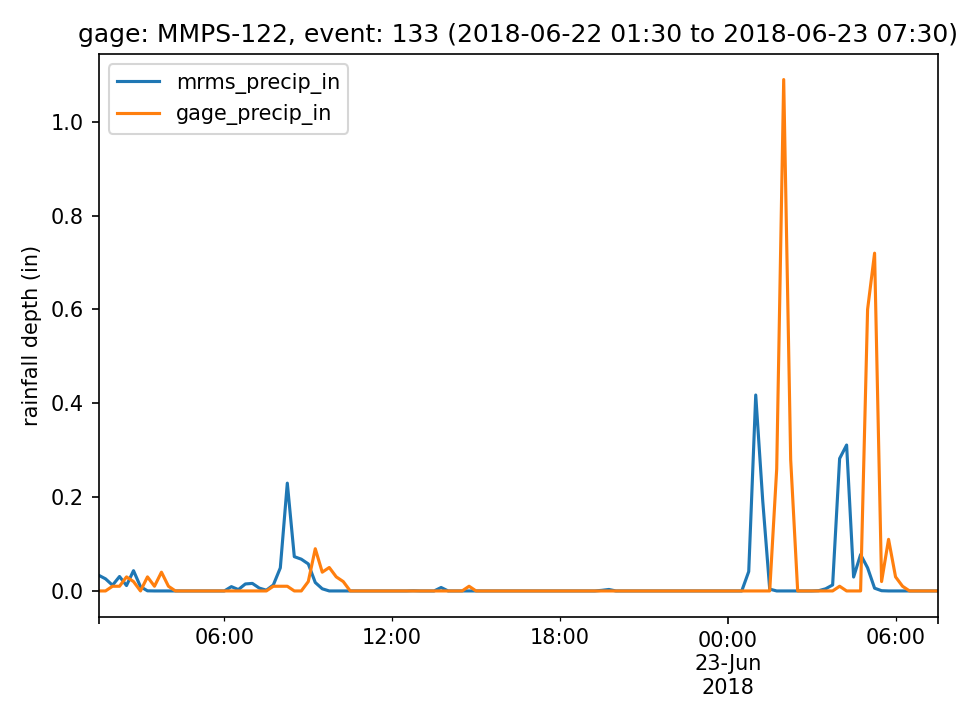 gage: MMPS-122, event: 133 (2018-06-22 01:30 to 2018-06-23 07:30)
mrms_precip_in
gage_precip_in
rainfall depth (in)
1.0
0.8
0.6
0.4
0.2
0.0
06:00 12:00 18:00 00:00 06:00
23-Jun
2018